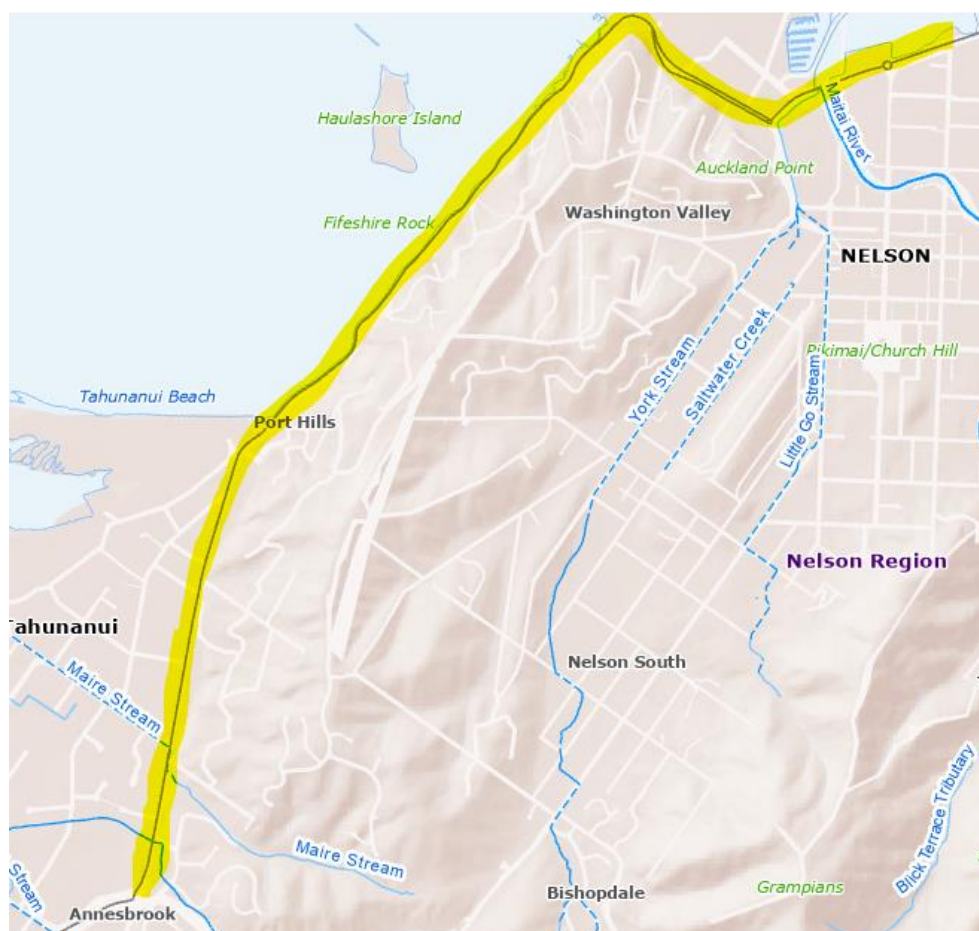 Haulashore Island
Maitai River
Auckland Point
Washington Valley
Fifeshire Rock
NELSON
York Stream
Saltwater Creek
Pikimai/Church Hill
Little Go Stream
Tahunanui Beach
Port Hills
Nelson Region
Tahunanui
Nelson South
Maire Stream
Maire Stream
Stream
Bishopdale
Grampians
Blick Terrace Tributary
Annesbrook